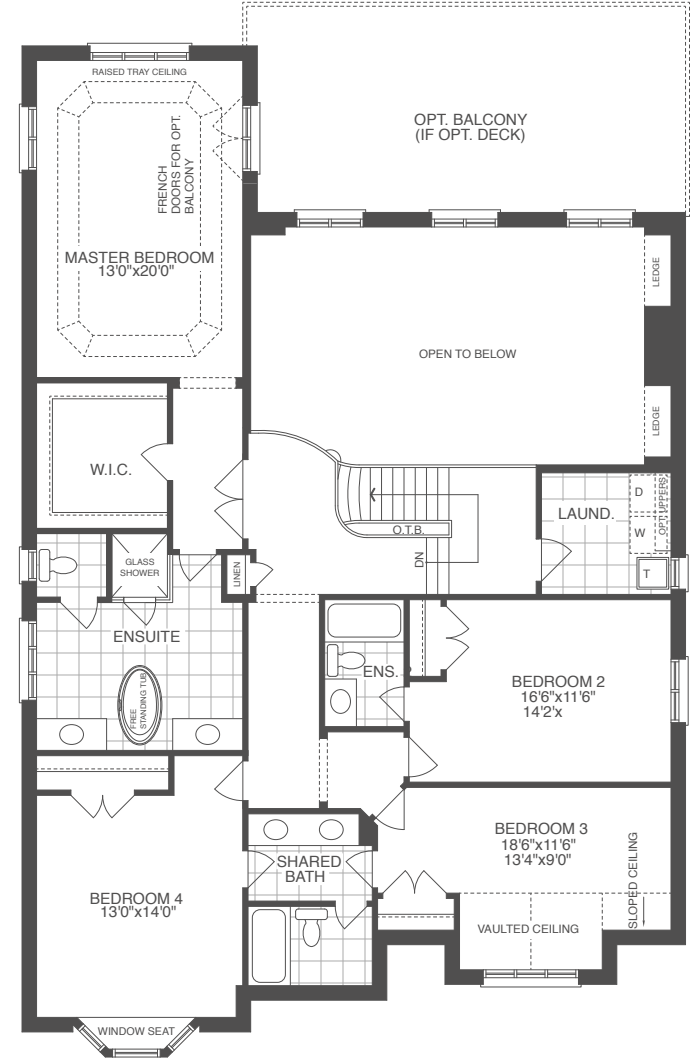 RAISED TRAY CEILING
OPT. BALCONY
(IF OPT. DECK)
FRENCH
DOORS FOR OPT.
BALCONY
MASTER BEDROOM
13'0"x20'0"
LEDGE
OPEN TO BELOW
LEDGE
W.I.C.
D
OPT. UPPERS
LAUND.
W
O.T.B.
DN
T
GLASS
SHOWER
LINEN
ENSUITE
FREE
STANDING TUB
ENS.
BEDROOM 2
16'6"x11'6"
14'2'x
BEDROOM 3
18'6"x11'6"
13'4"x9'0"
SLOPED CEILING
SHARED
BATH
BEDROOM 4
13'0"x14'0"
VAULTED CEILING
WINDOW SEAT